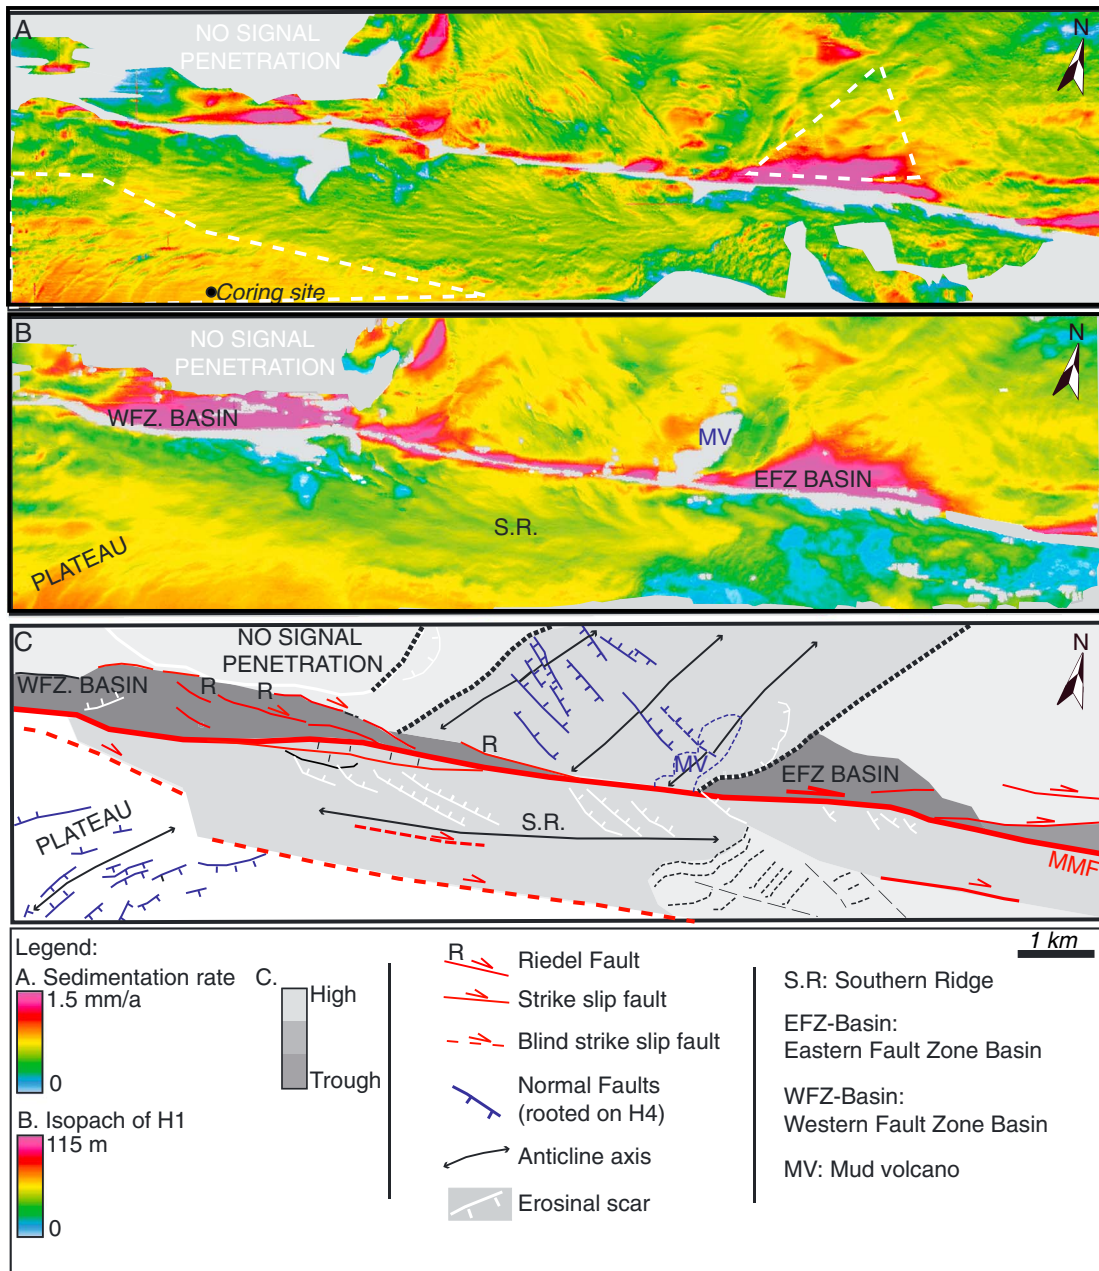 A
NO SIGNAL
PENETRATION
N
Coring site
B
NO SIGNAL
PENETRATION
N
WFZ. BASIN
MV
EFZ BASIN
S.R.
PLATEAU
C
NO SIGNAL
PENETRATION
N
WFZ. BASIN
R
R
R
MV
EFZ BASIN
PLATEAU
S.R.
MMF
Legend:
A. Sedimentation rate
1.5 mm/a
0
B. Isopach of H1
115 m
0
C.
High
Trough
R
Riedel Fault
Strike slip fault
Blind strike slip fault
Normal Faults
(rooted on H4)
Anticline axis
Erosinal scar
1 km
S.R: Southern Ridge
EFZ-Basin:
Eastern Fault Zone Basin
WFZ-Basin:
Western Fault Zone Basin
MV: Mud volcano